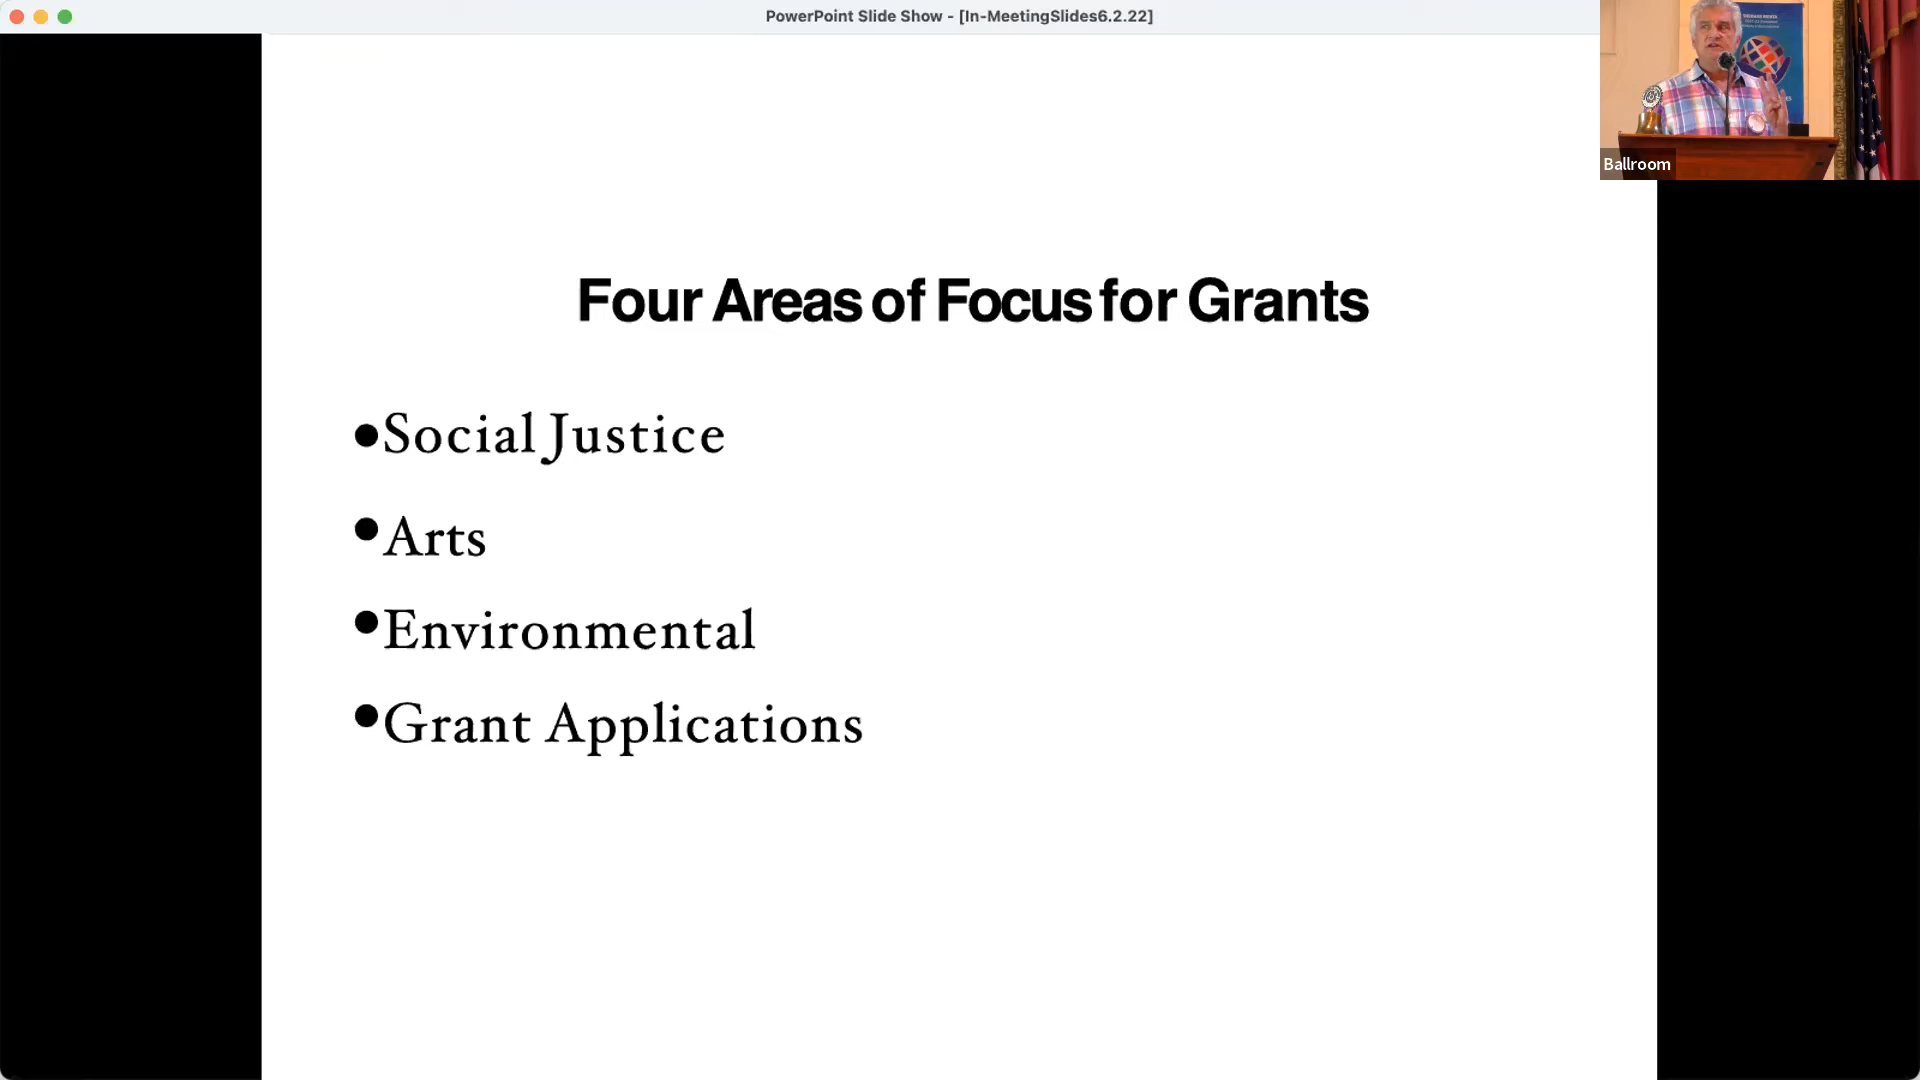 PowerPoint Slide Show - [In-MeetingSlides6.2.22]
Ballroom
Four Areas of Focus for Grants
•Social Justice
•Arts
•Environmental
•Grant Applications